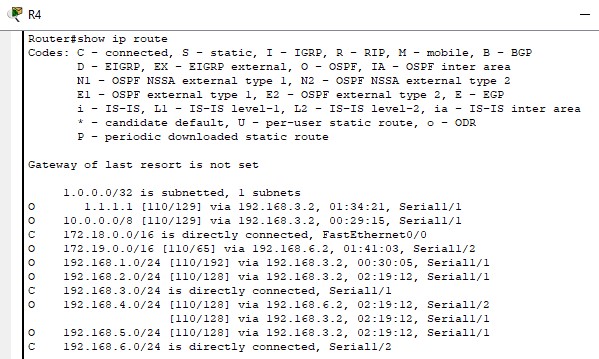 R4
Router#show ip route
Codes: C - connected, S - static, I - IGRP, R - RIP, M - mobile, B - BGP
       D - EIGRP, EX - EIGRP external, O - OSPF, IA - OSPF inter area
       N1 - OSPF NSSA external type 1, N2 - OSPF NSSA external type 2
       E1 - OSPF external type 1, E2 - OSPF external type 2, E - EGP
       i - IS-IS, L1 - IS-IS level-1, L2 - IS-IS level-2, ia - IS-IS inter area
       * - candidate default, U - per-user static route, o - ODR
       P - periodic downloaded static route
Gateway of last resort is not set
     1.0.0.0/32 is subnetted, 1 subnets
O       1.1.1.1 [110/129] via 192.168.3.2, 01:34:21, Serial1/1
O    10.0.0.0/8 [110/129] via 192.168.3.2, 00:29:15, Serial1/1
C    172.18.0.0/16 is directly connected, FastEthernet0/0
O    172.19.0.0/16 [110/65] via 192.168.6.2, 01:41:03, Serial1/2
O    192.168.1.0/24 [110/192] via 192.168.3.2, 00:30:05, Serial1/1
O    192.168.2.0/24 [110/128] via 192.168.3.2, 02:19:12, Serial1/1
C    192.168.3.0/24 is directly connected, Serial1/1
O    192.168.4.0/24 [110/128] via 192.168.6.2, 02:19:12, Serial1/2
                    [110/128] via 192.168.3.2, 02:19:12, Serial1/1
O    192.168.5.0/24 [110/128] via 192.168.3.2, 02:19:12, Serial1/1
C    192.168.6.0/24 is directly connected, Serial1/2